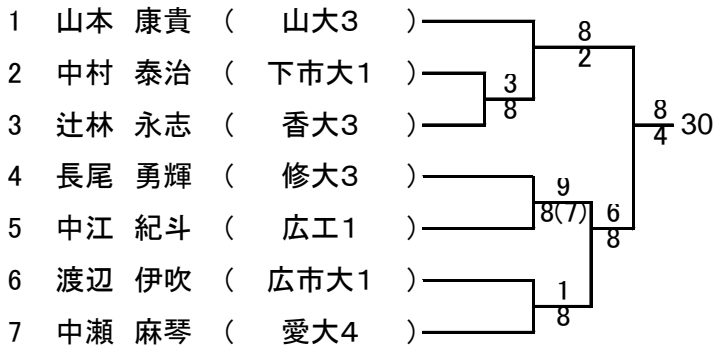 1 山本 康貴 ( 山大3 )
8
2
2 中村 泰治 ( 下市大1 )
3
8
3 辻林 永志 ( 香大3 )
8
4
30
4 長尾 勇輝 ( 修大3 )
9
8(7)
5 中江 紀斗 ( 広工1 )
6
8
6 渡辺 伊吹 ( 広市大1 )
1
8
7 中瀬 麻琴 ( 愛大4 )